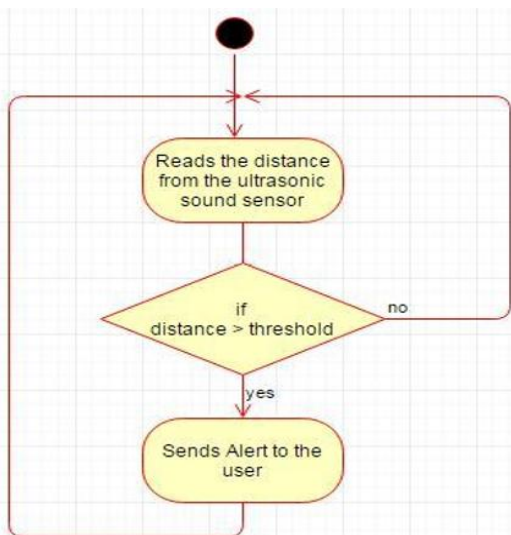 Reads the distance
from the ultrasonic
sound sensor
if
distance > threshold
no
yes
Sends Alert to the
user